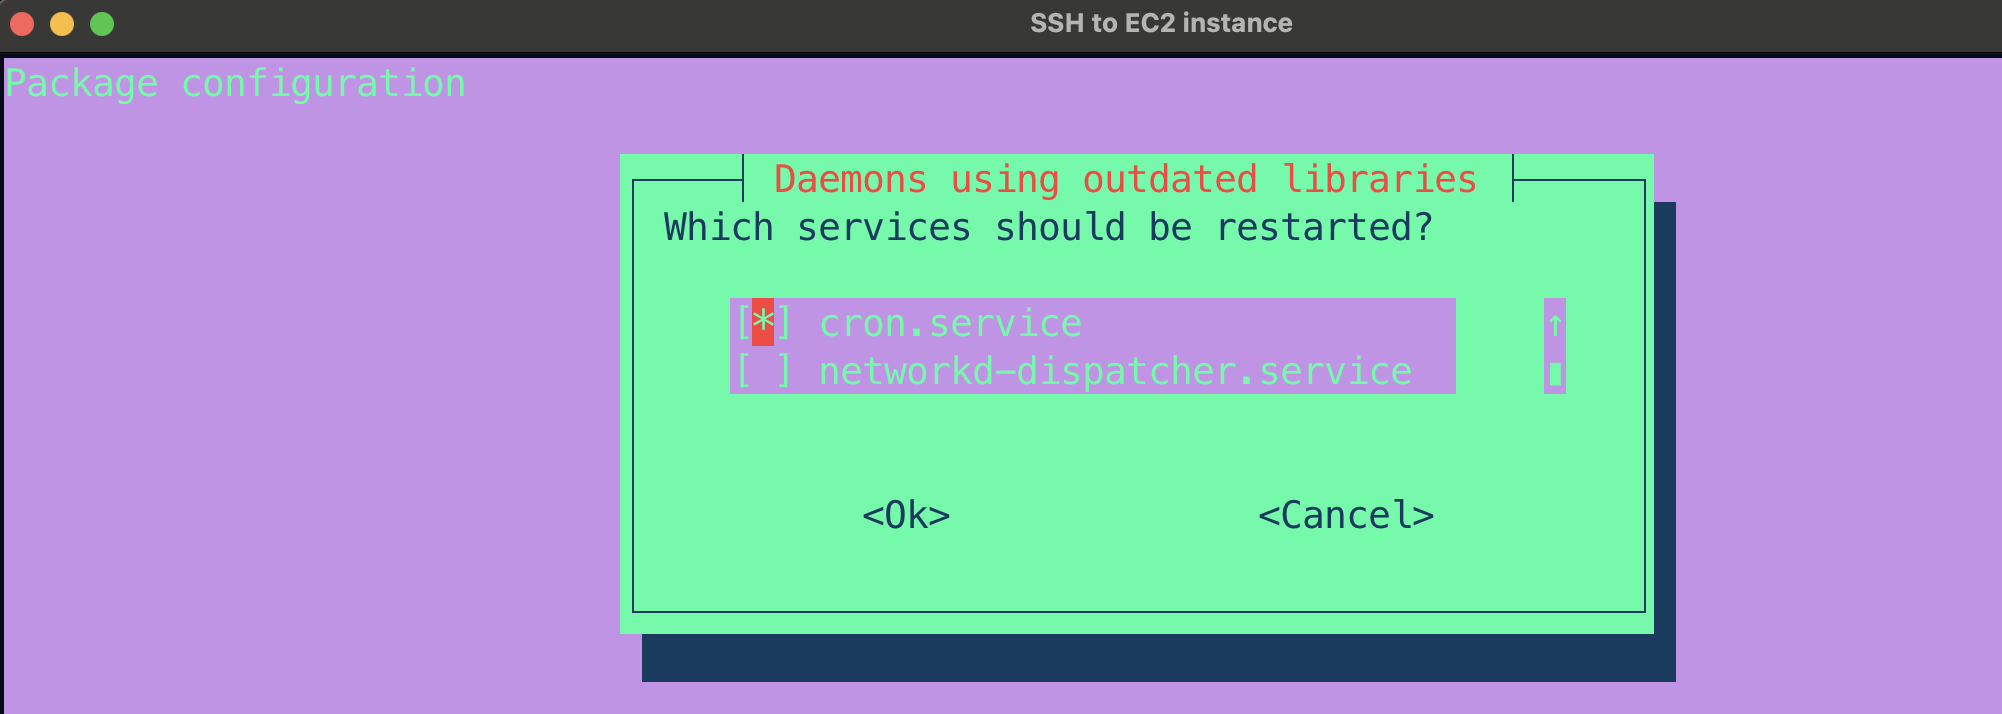 SSH to EC2 instance
Package configuration
Daemons using outdated libraries
Which services should be restarted?
[*] cron.service ↑
[ ] networkd-dispatcher.service ▮
<Ok> <Cancel>